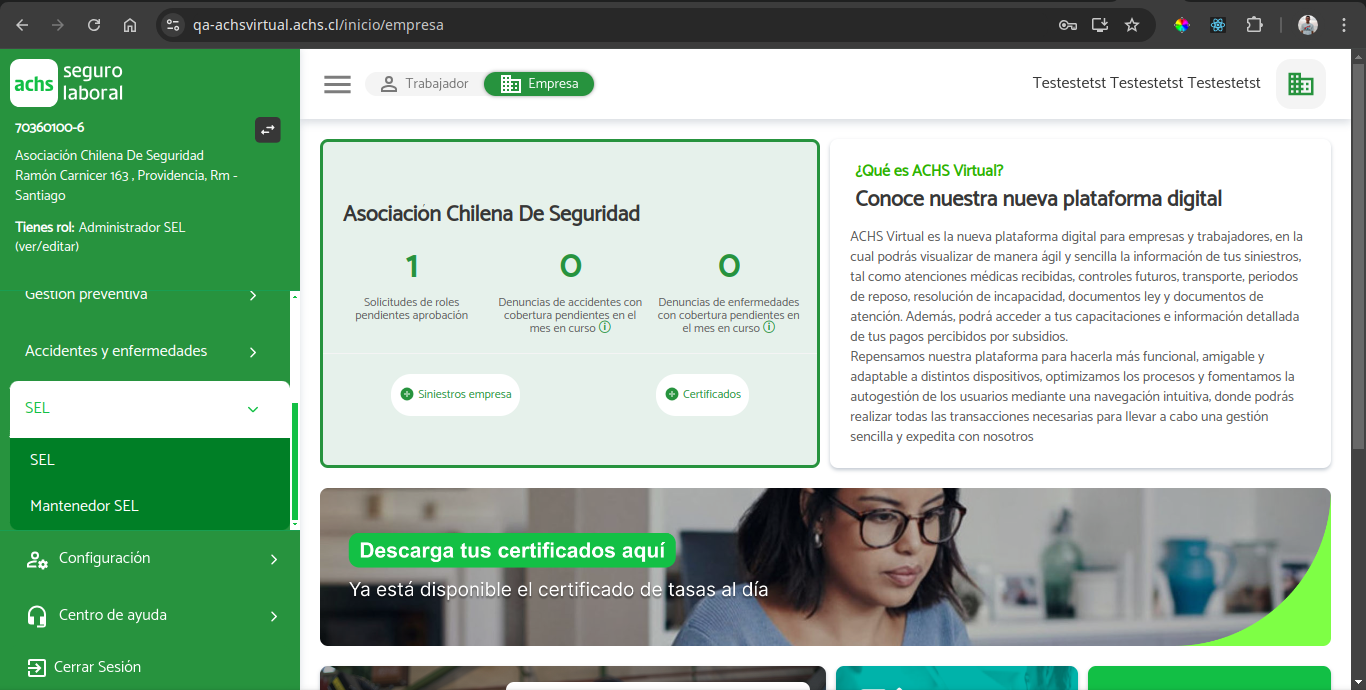 qa-achsvirtual.achs.cl/inicio/empresa
achs seguro
laboral
70360100-6
Asociación Chilena De Seguridad
Ramón Carnicer 163 , Providencia, Rm -
Santiago
Tienes rol: Administrador SEL
(ver/editar)
Gestión preventiva
Accidentes y enfermedades
SEL
SEL
Mantenedor SEL
Configuración
Centro de ayuda
Cerrar Sesión
Trabajador
Empresa
Testestetst Testestetst Testestetst
Asociación Chilena De Seguridad
1
Solicitudes de roles
pendientes aprobación
0
Denuncias de accidentes con
cobertura pendientes en el
mes en curso
0
Denuncias de enfermedades
con cobertura pendientes en
el mes en curso
Siniestros empresa
Certificados
¿Qué es ACHS Virtual?
Conoce nuestra nueva plataforma digital
ACHS Virtual es la nueva plataforma digital para empresas y trabajadores, en la
cual podrás visualizar de manera ágil y sencilla la información de tus siniestros,
tal como atenciones médicas recibidas, controles futuros, transporte, periodos
de reposo, resolución de incapacidad, documentos ley y documentos de
atención. Además, podrá acceder a tus capacitaciones e información detallada
de tus pagos percibidos por subsidios.
Repensamos nuestra plataforma para hacerla más funcional, amigable y
adaptable a distintos dispositivos, optimizamos los procesos y fomentamos la
autogestión de los usuarios mediante una navegación intuitiva, donde podrás
realizar todas las transacciones necesarias para llevar a cabo una gestión
sencilla y expedita con nosotros
Descarga tus certificados aquí
Ya está disponible el certificado de tasas al día